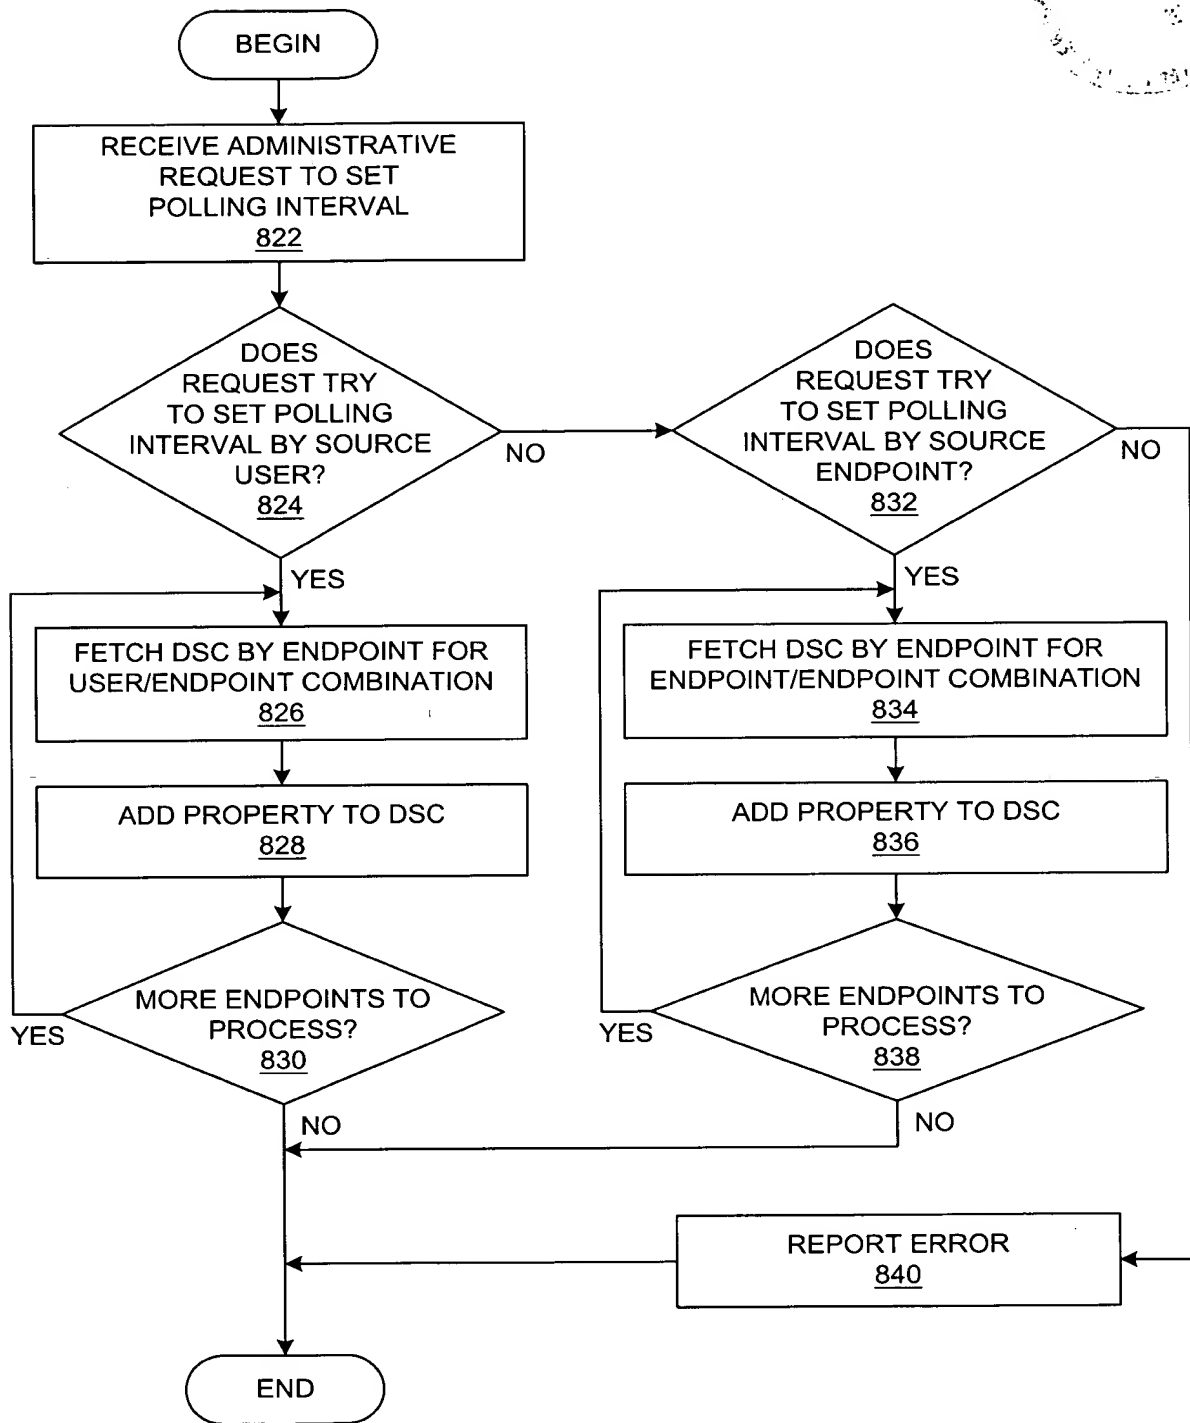 BEGIN
RECEIVE ADMINISTRATIVE
REQUEST TO SET
POLLING INTERVAL
822
DOES
REQUEST TRY
TO SET POLLING
INTERVAL BY SOURCE
USER?
824
NO
DOES
REQUEST TRY
TO SET POLLING
INTERVAL BY SOURCE
ENDPOINT?
832
NO
YES
YES
FETCH DSC BY ENDPOINT FOR
USER/ENDPOINT COMBINATION
826
FETCH DSC BY ENDPOINT FOR
ENDPOINT/ENDPOINT COMBINATION
834
ADD PROPERTY TO DSC
828
ADD PROPERTY TO DSC
836
MORE ENDPOINTS TO
PROCESS?
830
YES
MORE ENDPOINTS TO
PROCESS?
838
YES
NO
NO
REPORT ERROR
840
END